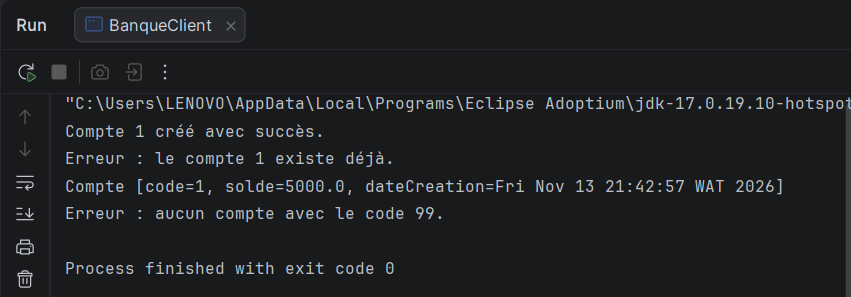 Run BanqueClient
"C:\Users\LENOVO\AppData\Local\Programs\Eclipse Adoptium\jdk-17.0.19.10-hotspot
Compte 1 créé avec succès.
Erreur : le compte 1 existe déjà.
Compte [code=1, solde=5000.0, dateCreation=Fri Nov 13 21:42:57 WAT 2026]
Erreur : aucun compte avec le code 99.
Process finished with exit code 0